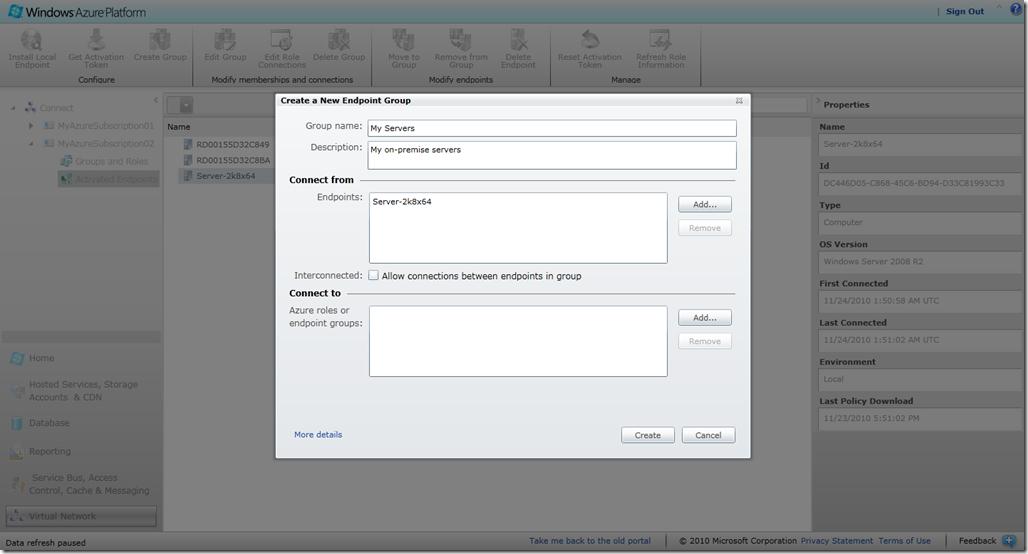 Windows Azure Platform
Sign Out
Install Local Endpoint
Get Activation Token
Create Group
Edit Group
Edit Role Connections
Delete Group
Move to Group
Remove from Group
Delete Endpoint
Reset Activation Token
Refresh Role Information
Configure
Modify memberships and connections
Modify endpoints
Manage
Connect
MyAzureSubscription01
MyAzureSubscription02
Groups and Roles
Activated Endpoints
Name
RD00155D32C849
RD00155D32C8BA
Server-2k8x64
Create a New Endpoint Group
Group name: My Servers
Description: My on-premise servers
Connect from
Endpoints: Server-2k8x64
Add...
Remove
Interconnected: Allow connections between endpoints in group
Connect to
Azure roles or
endpoint groups:
Add...
Remove
More details
Create
Cancel
Properties
Name
Server-2k8x64
Id
DC446D05-C868-45C6-BD94-D33C81993C33
Type
Computer
OS Version
Windows Server 2008 R2
First Connected
11/24/2010 1:50:58 AM UTC
Last Connected
11/24/2010 1:51:02 AM UTC
Environment
Local
Last Policy Download
11/23/2010 5:51:02 PM
Home
Hosted Services, Storage
Accounts & CDN
Database
Reporting
Service Bus, Access
Control, Cache & Messaging
Virtual Network
Data refresh paused
Take me back to the old portal
© 2010 Microsoft Corporation Privacy Statement Terms of Use
Feedback